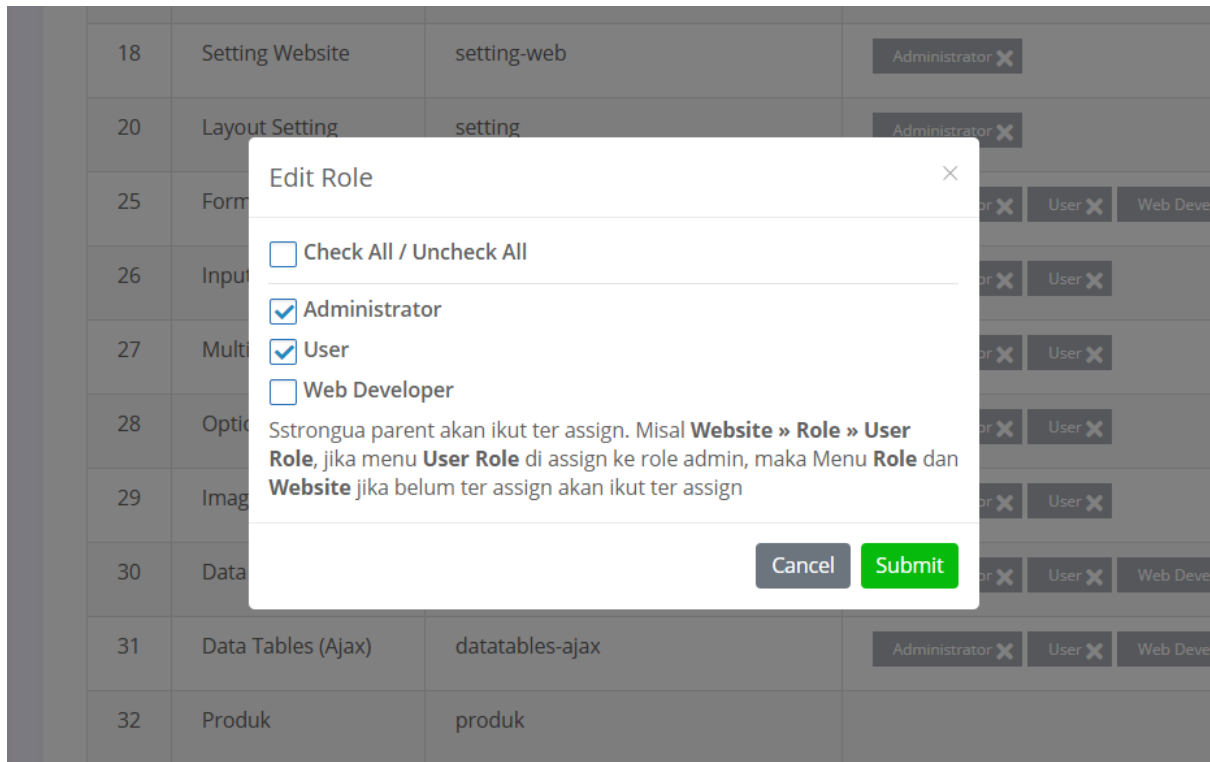 18 Setting Website setting-web Administrator
20 Layout Setting setting Administrator
Edit Role
25 Form User Web Deve
Check All / Uncheck All
26 Input User
Administrator
27 Multi User
User
Web Developer
28 Optio User
Sstrongua parent akan ikut ter assign. Misal Website » Role » User
Role, jika menu User Role di assign ke role admin, maka Menu Role dan
Website jika belum ter assign akan ikut ter assign
29 Imag User
Cancel Submit
30 Data User Web Deve
31 Data Tables (Ajax) datatables-ajax Administrator User Web Deve
32 Produk produk